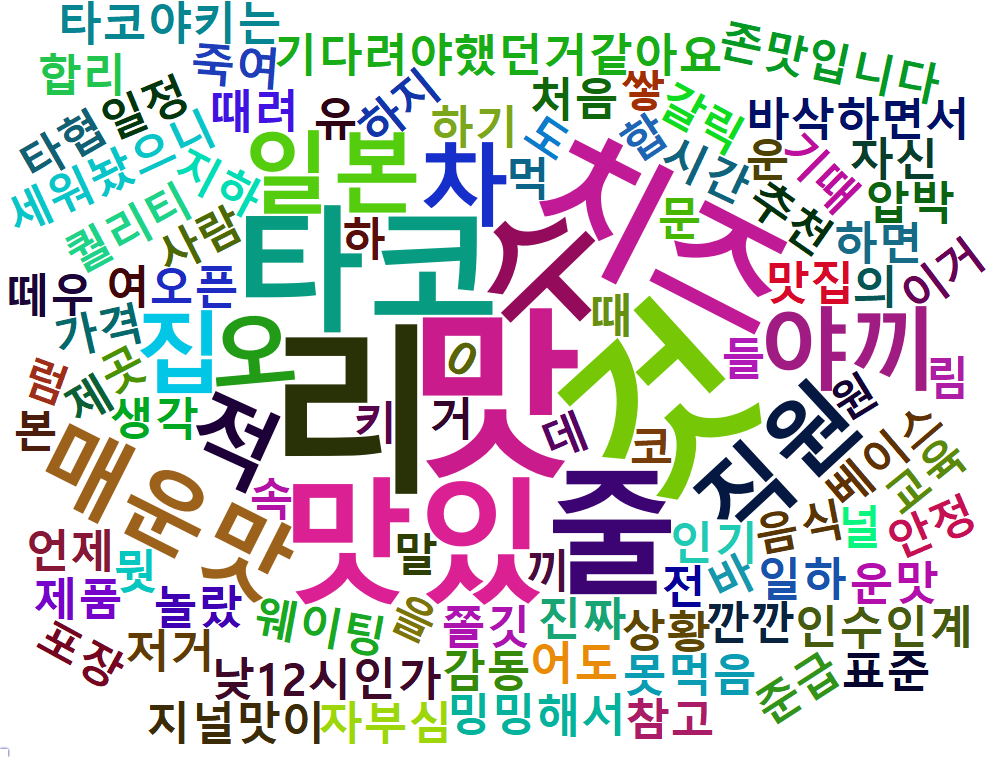 타코야키는
기다려야했던거같아요
존맛입니다
합리
죽여
때려
유
하지
처음
쌓
갈릭
바삭하면서
타협
일정
하기
도
합
시간
운
기때
자신
세워놨으니
지하
일본
차
먹
치즈
문
추천
압박
퀄리티
사람
타코
하
스
하면
이거
떼우
여
오픈
맛집
의
가격
집
오
리
맛
이
때
것
들
야끼
림
럼
제
곳
생각
적
키
거
데
코
직원
원
본
매운맛
속
맛있
줄
베이스
교육
언제
뭣
말
끼
인기
음식
널
안정
제품
놀랐
웨이팅
을
쫄깃
진짜
전
바
일하
운맛
포장
저거
낮12시인가
감동
어도
상황
깐깐
인수인계
못먹음
준급
표준
지널맛이
자부심
밍밍해서
참고